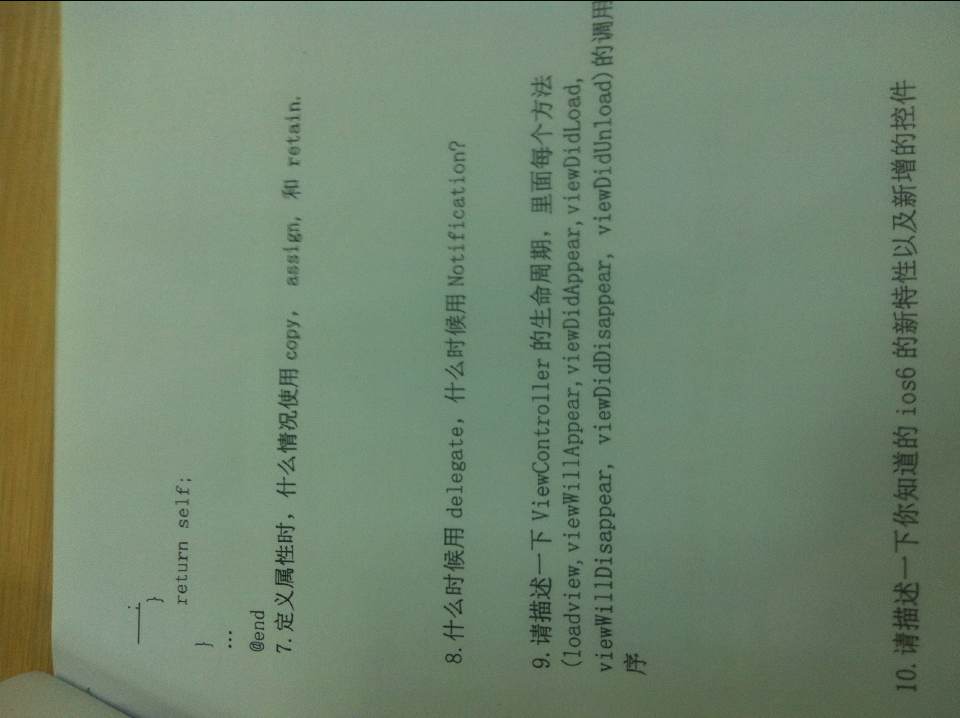 ;
}
return self;
}
…
@end
7.定义属性时，什么情况使用 copy， assign, 和 retain.
8.什么时候用 delegate，什么时候用 Notification?
9.请描述一下 ViewController 的生命周期，里面每个方法
(loadview,viewWillAppear,viewDidAppear,viewDidLoad,
viewWillDisappear, viewDidDisappear, viewDidUnload)的调用
序
10.请描述一下你知道的 ios6 的新特性以及新增的控件